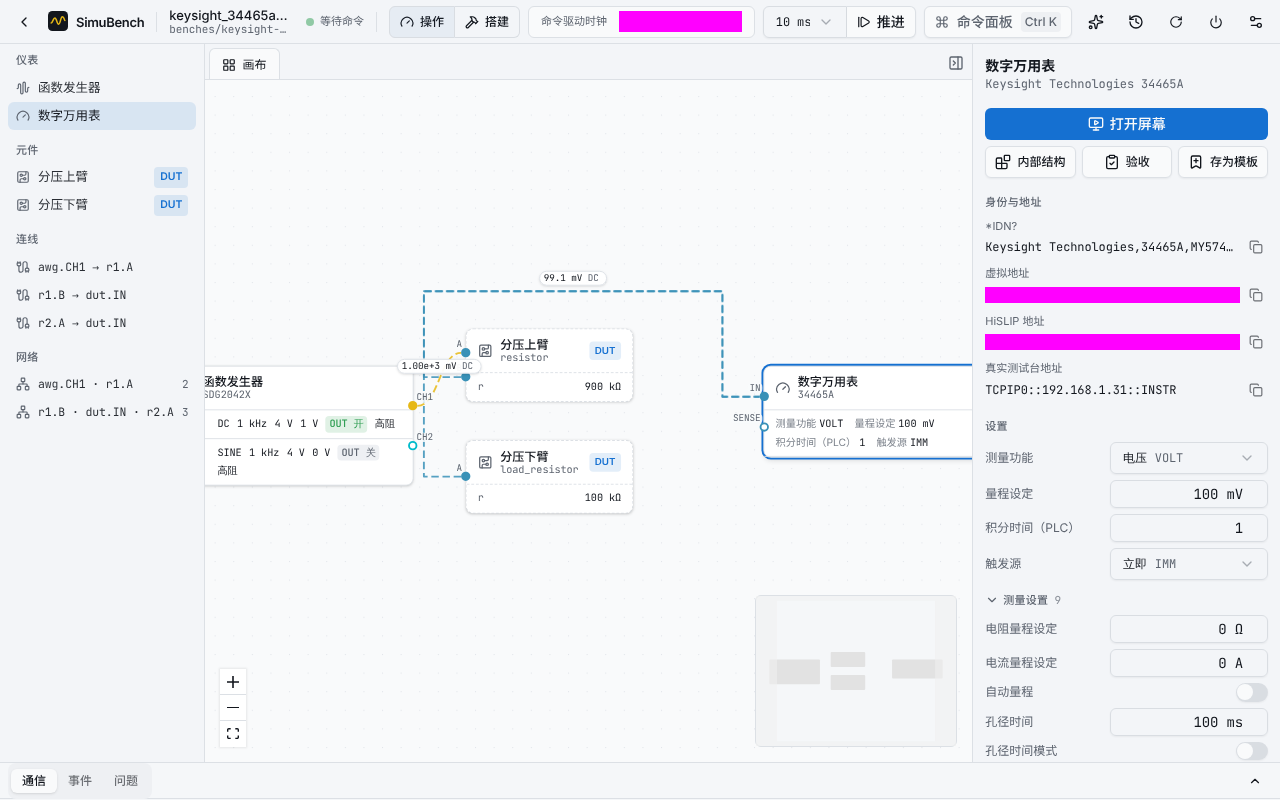 SimuBench
keysight_34465a...
benches/keysight-…
等待命令
操作
搭建
命令驱动时钟
10 ms
推进
命令面板
Ctrl K
仪表
函数发生器
数字万用表
元件
分压上臂
DUT
分压下臂
DUT
连线
awg.CH1 → r1.A
r1.B → dut.IN
r2.A → dut.IN
网络
awg.CH1 · r1.A 2
r1.B · dut.IN · r2.A 3
画布
99.1 mV DC
A
分压上臂
resistor
DUT
r
900 kΩ
1.00e+3 mV DC
函数发生器
SDG2042X
CH1
DC 1 kHz 4 V 1 V OUT 开 高阻
CH2
SINE 1 kHz 4 V 0 V OUT 关
高阻
A
分压下臂
load_resistor
DUT
r
100 kΩ
IN
数字万用表
34465A
SENSE
测量功能 VOLT 量程设定 100 mV
积分时间（PLC） 1 触发源 IMM
数字万用表
Keysight Technologies 34465A
打开屏幕
内部结构
验收
存为模板
身份与地址
*IDN?
Keysight Technologies,34465A,MY574…
虚拟地址
HiSLIP 地址
真实测试台地址
TCPIP0::192.168.1.31::INSTR
设置
测量功能
电压 VOLT
量程设定
100 mV
积分时间（PLC）
1
触发源
立即 IMM
测量设置 9
电阻量程设定
0 Ω
电流量程设定
0 A
自动量程
孔径时间
100 ms
孔径时间模式
通信
事件
问题